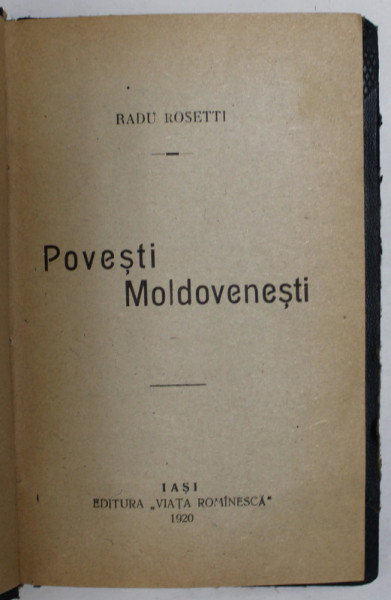 RADU ROSETTI
Povești
Moldovenești
IAȘI
EDITURA „VIAȚA ROMÎNESCĂ"
1920